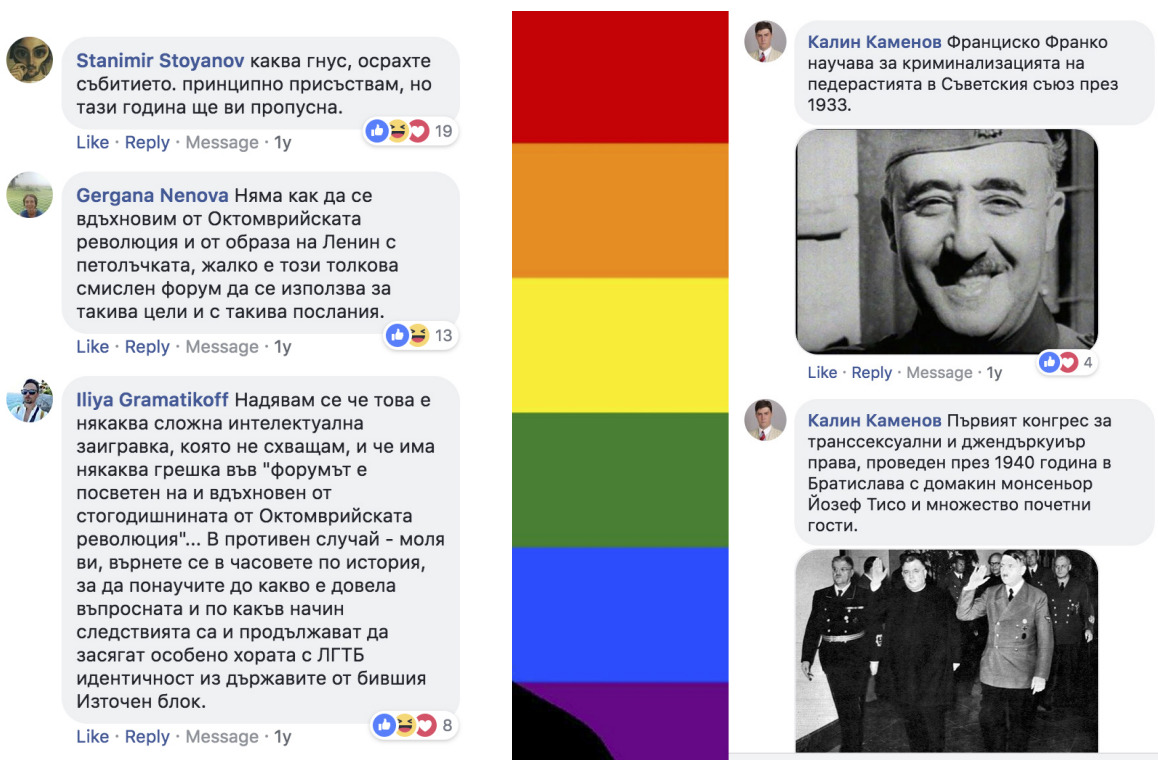 Stanimir Stoyanov каква гнус, осрахте
събитието. принципно присъствам, но
тази година ще ви пропусна.
19
Like · Reply · Message · 1y
Gergana Nenova Няма как да се
вдъхновим от Октомврийската
революция и от образа на Ленин с
петолъчката, жалко е този толкова
смислен форум да се използва за
такива цели и с такива послания.
13
Like · Reply · Message · 1y
Iliya Gramatikoff Надявам се че това е
някаква сложна интелектуална
заигравка, която не схващам, и че има
някаква грешка във "форумът е
посветен на и вдъхновен от
стогодишнината от Октомврийската
революция"... В противен случай - моля
ви, върнете се в часовете по история,
за да понаучите до какво е довела
въпросната и по какъв начин
следствията са и продължават да
засягат особено хората с ЛГТБ
идентичност из държавите от бившия
Източен блок.
8
Like · Reply · Message · 1y
Калин Каменов Франциско Франко
научава за криминализацията на
педерастията в Съветския съюз през
1933.
4
Like · Reply · Message · 1y
Калин Каменов Първият конгрес за
транссексуални и джендъркуиър
права, проведен през 1940 година в
Братислава с домакин монсеньор
Йозеф Тисо и множество почетни
гости.